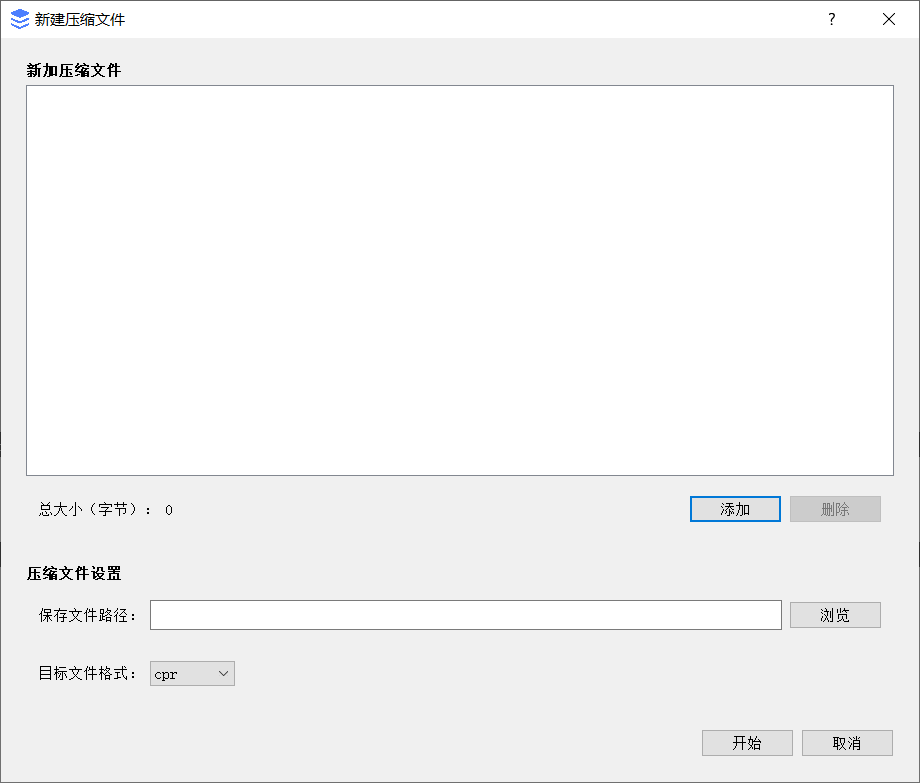 新建压缩文件
?
新加压缩文件
总大小（字节）： 0
添加
删除
压缩文件设置
保存文件路径：
浏览
目标文件格式：
cpr
开始
取消